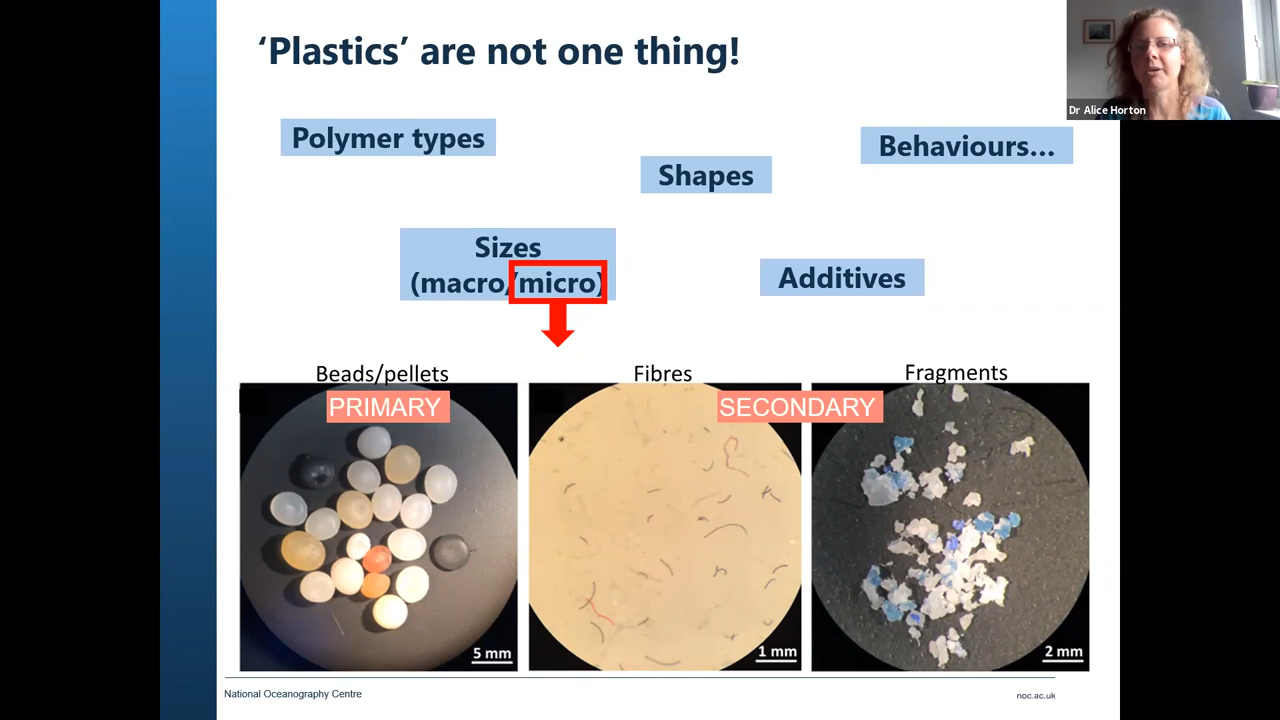 ‘Plastics’ are not one thing!
Dr Alice Horton
Polymer types
Behaviours...
Shapes
Sizes
(macro/micro)
Additives
Beads/pellets
Fibres
Fragments
PRIMARY
SECONDARY
5 mm
1 mm
2 mm
National Oceanography Centre
noc.ac.uk